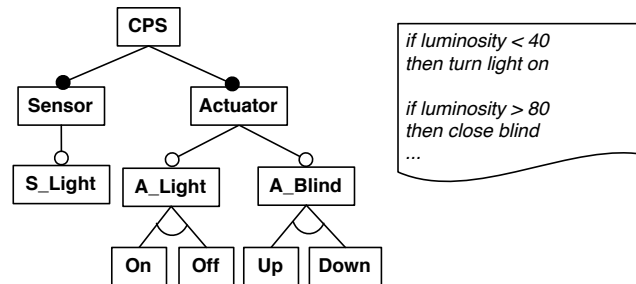 CPS
Sensor
Actuator
S_Light
A_Light
A_Blind
On
Off
Up
Down
if luminosity < 40
then turn light on
if luminosity > 80
then close blind
...